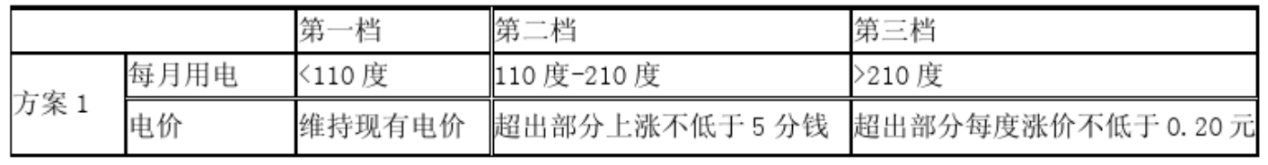 第一档 第二档 第三档
方案 1 每月用电 <110 度 110 度-210 度 >210 度
电价 维持现有电价 超出部分上涨不低于 5 分钱 超出部分每度涨价不低于 0.20 元